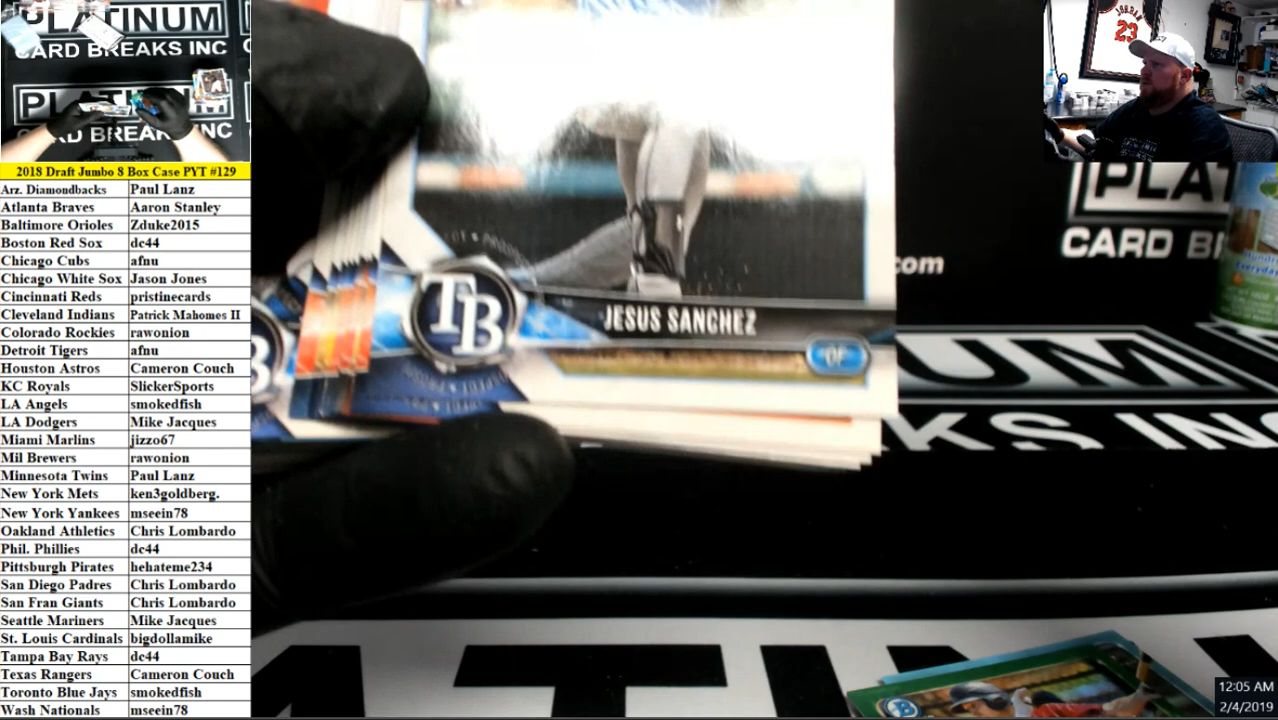 PLATINUM
CARD BREAKS INC
PLATINUM
CARD BREAKS INC
2018 Draft Jumbo 8 Box Case PYT #129
Arz. Diamondbacks Paul Lanz
Atlanta Braves Aaron Stanley
Baltimore Orioles Zduke2015
Boston Red Sox dc44
Chicago Cubs afnu
Chicago White Sox Jason Jones
Cincinnati Reds pristinecards
Cleveland Indians Patrick Mahomes II
Colorado Rockies rawonion
Detroit Tigers afnu
Houston Astros Cameron Couch
KC Royals SlickerSports
LA Angels smokedfish
LA Dodgers Mike Jacques
Miami Marlins jizzo67
Mil Brewers rawonion
Minnesota Twins Paul Lanz
New York Mets ken3goldberg.
New York Yankees mseein78
Oakland Athletics Chris Lombardo
Phil. Phillies dc44
Pittsburgh Pirates hehateme234
San Diego Padres Chris Lombardo
San Fran Giants Chris Lombardo
Seattle Mariners Mike Jacques
St. Louis Cardinals bigdollamike
Tampa Bay Rays dc44
Texas Rangers Cameron Couch
Toronto Blue Jays smokedfish
Wash Nationals mseein78
TB
JESUS SANCHEZ
OF
JORDAN
23
PLAT
CARD BR
.com
UM
KS INC
12:05 AM
2/4/2019